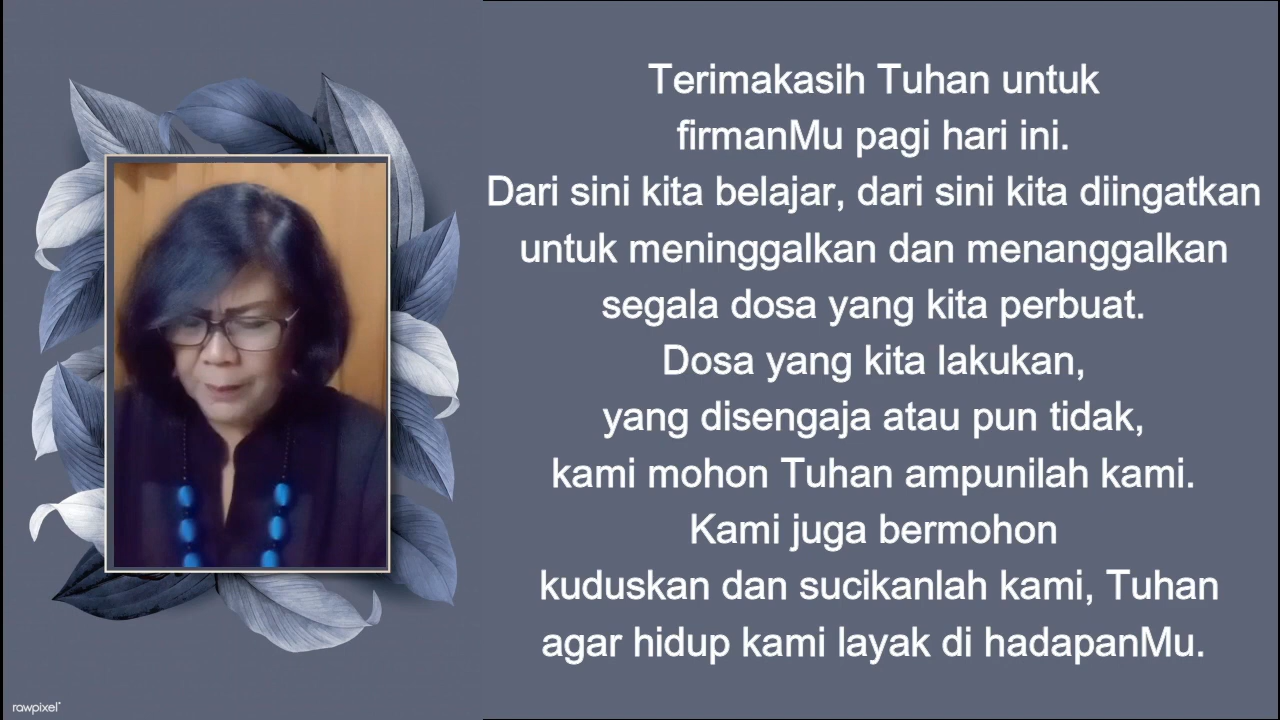 Terimakasih Tuhan untuk
firmanMu pagi hari ini.
Dari sini kita belajar, dari sini kita diingatkan
untuk meninggalkan dan menanggalkan
segala dosa yang kita perbuat.
Dosa yang kita lakukan,
yang disengaja atau pun tidak,
kami mohon Tuhan ampunilah kami.
Kami juga bermohon
kuduskan dan sucikanlah kami, Tuhan
agar hidup kami layak di hadapanMu.
rawpixel